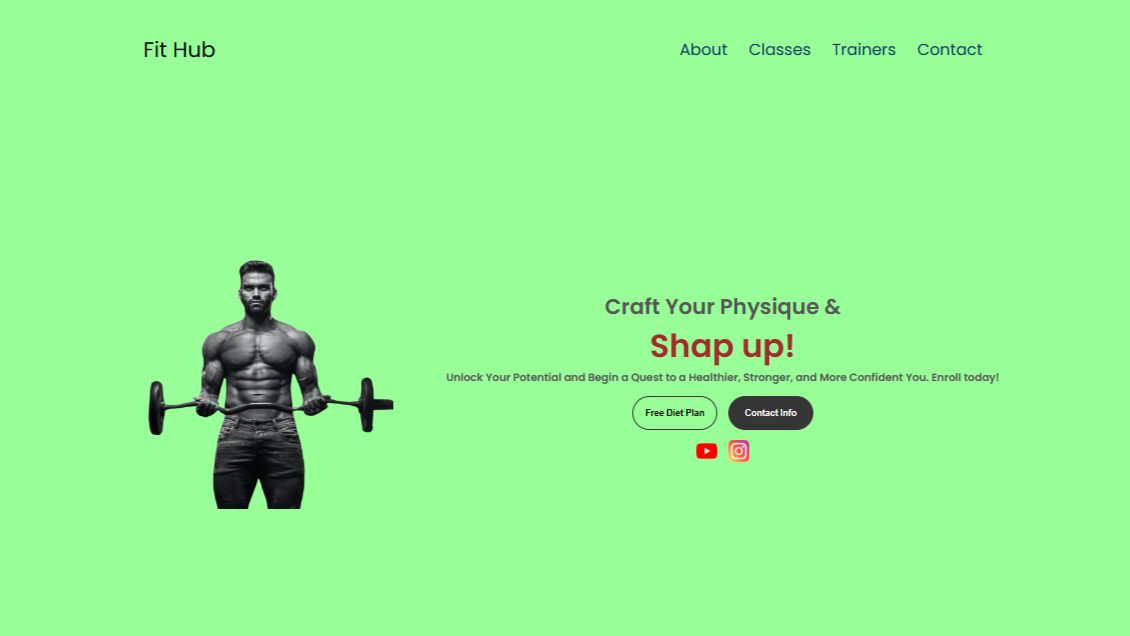 Fit Hub
About Classes Trainers Contact
Craft Your Physique &
Shap up!
Unlock Your Potential and Begin a Quest to a Healthier, Stronger, and More Confident You. Enroll today!
Free Diet Plan Contact Info